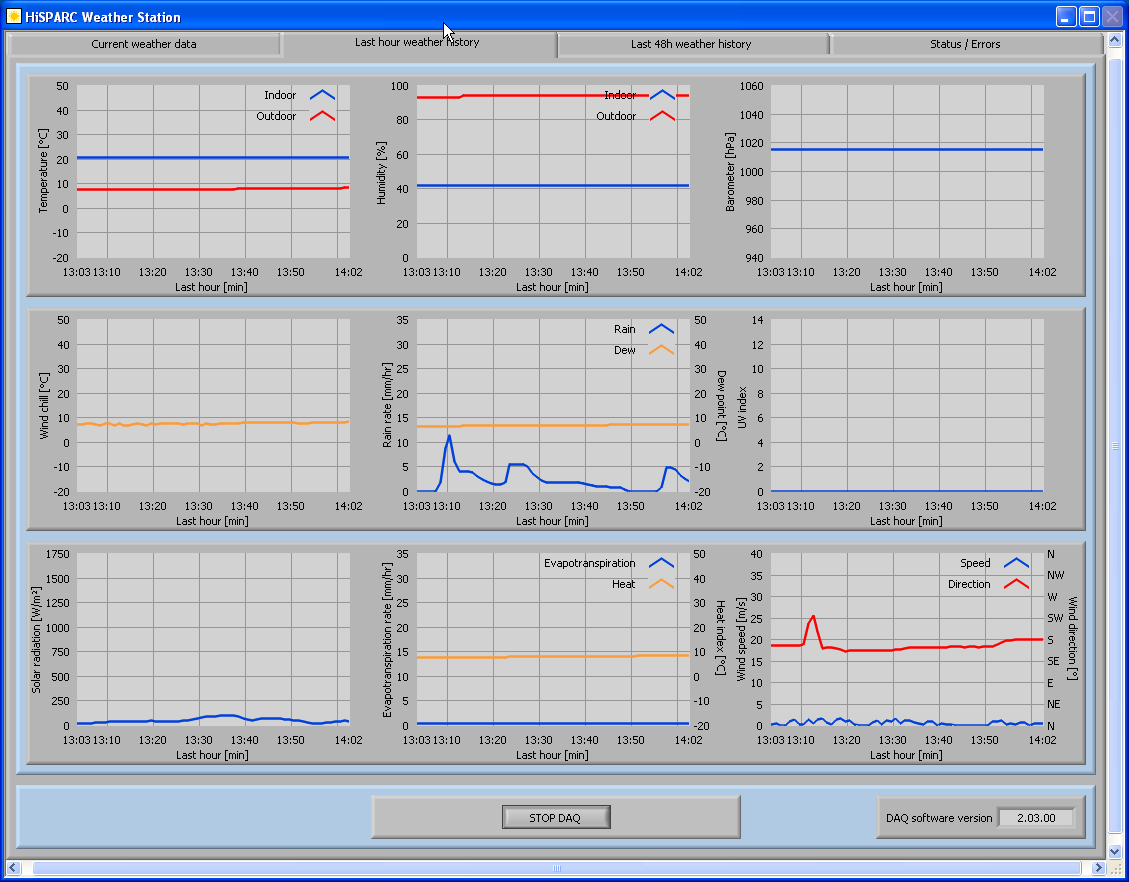 HiSPARC Weather Station
Current weather data
Last hour weather history
Last 48h weather history
Status / Errors
Temperature [°C]
50
40
30
20
10
0
-10
-20
Indoor
Outdoor
13:03 13:10 13:20 13:30 13:40 13:50 14:02
Last hour [min]
Humidity [%]
100
80
60
40
20
0
Indoor
Outdoor
13:03 13:10 13:20 13:30 13:40 13:50 14:02
Last hour [min]
Barometer [hPa]
1060
1040
1020
1000
980
960
940
13:03 13:10 13:20 13:30 13:40 13:50 14:02
Last hour [min]
Wind chill [°C]
50
40
30
20
10
0
-10
-20
13:03 13:10 13:20 13:30 13:40 13:50 14:02
Last hour [min]
Rain rate [mm/hr]
35
30
25
20
15
10
5
0
Rain
Dew
50
40
30
20
10
0
-10
-20
Dew point [°C]
13:03 13:10 13:20 13:30 13:40 13:50 14:02
Last hour [min]
UV index
14
12
10
8
6
4
2
0
13:03 13:10 13:20 13:30 13:40 13:50 14:02
Last hour [min]
Solar radiation [W/m²]
1750
1500
1250
1000
750
500
250
0
13:03 13:10 13:20 13:30 13:40 13:50 14:02
Last hour [min]
Evapotranspiration rate [mm/hr]
35
30
25
20
15
10
5
0
Evapotranspiration
Heat
50
40
30
20
10
0
-10
-20
Heat index [°C]
13:03 13:10 13:20 13:30 13:40 13:50 14:02
Last hour [min]
Wind speed [m/s]
40
35
30
25
20
15
10
5
0
Speed
Direction
N
NW
W
SW
S
SE
E
NE
N
Wind direction [°]
13:03 13:10 13:20 13:30 13:40 13:50 14:02
Last hour [min]
STOP DAQ
DAQ software version
2.03.00